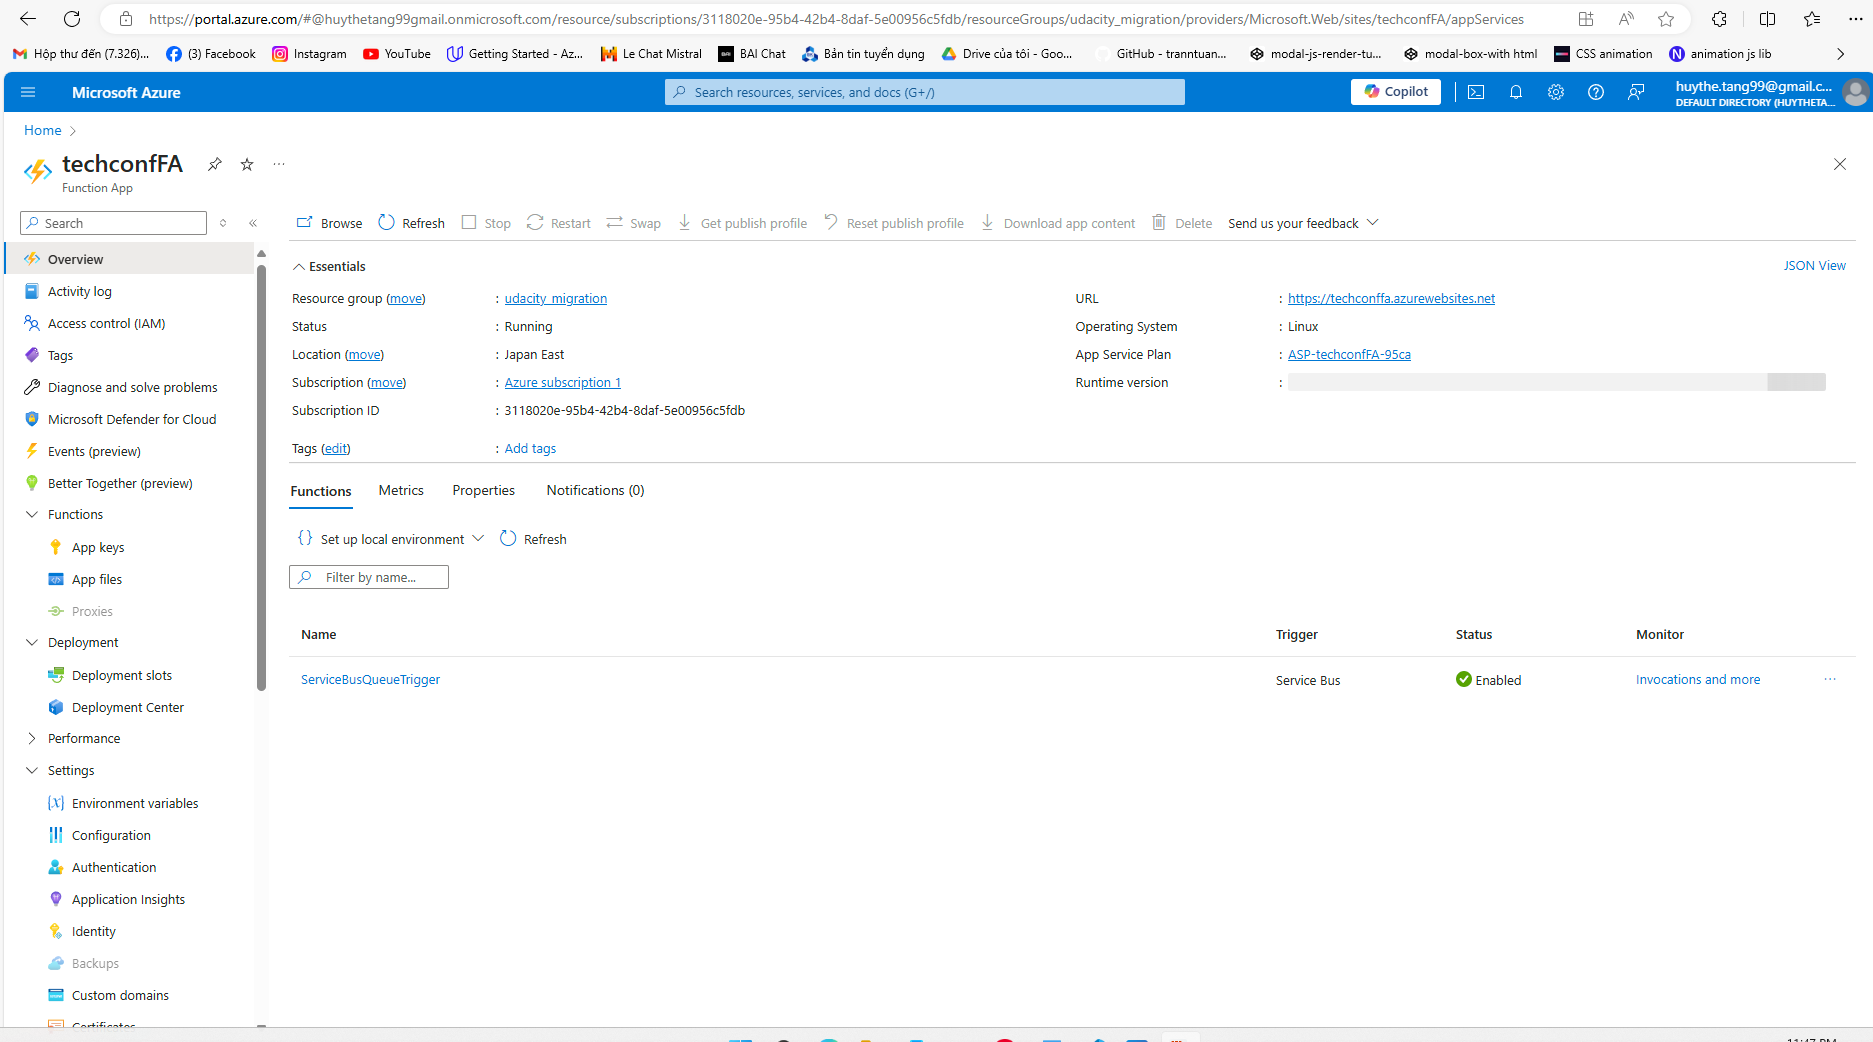 https://portal.azure.com/#@huythetang99gmail.onmicrosoft.com/resource/subscriptions/3118020e-95b4-42b4-8daf-5e00956c5fdb/resourceGroups/udacity_migration/providers/Microsoft.Web/sites/techconfFA/appServices
Hộp thư đến (7.326)... (3) Facebook Instagram YouTube Getting Started - Az... Le Chat Mistral BAI Chat Bản tin tuyển dụng Drive của tôi - Goo... GitHub - tranntuan... modal-js-render-tu... modal-box-with html CSS animation animation js lib
Microsoft Azure
Search resources, services, and docs (G+/)
Copilot
huythe.tang99@gmail.c...
DEFAULT DIRECTORY (HUYTHETA...
Home
techconfFA
Function App
Search
Browse Refresh Stop Restart Swap Get publish profile Reset publish profile Download app content Delete Send us your feedback
Overview
Activity log
Access control (IAM)
Tags
Diagnose and solve problems
Microsoft Defender for Cloud
Events (preview)
Better Together (preview)
Functions
App keys
App files
Proxies
Deployment
Deployment slots
Deployment Center
Performance
Settings
Environment variables
Configuration
Authentication
Application Insights
Identity
Backups
Custom domains
Certificates
Essentials
JSON View
Resource group (move) : udacity_migration
Status : Running
Location (move) : Japan East
Subscription (move) : Azure subscription 1
Subscription ID : 3118020e-95b4-42b4-8daf-5e00956c5fdb
Tags (edit) : Add tags
URL : https://techconffa.azurewebsites.net
Operating System : Linux
App Service Plan : ASP-techconfFA-95ca
Runtime version :
Functions Metrics Properties Notifications (0)
Set up local environment Refresh
Filter by name...
Name Trigger Status Monitor
ServiceBusQueueTrigger Service Bus Enabled Invocations and more
11:47 PM